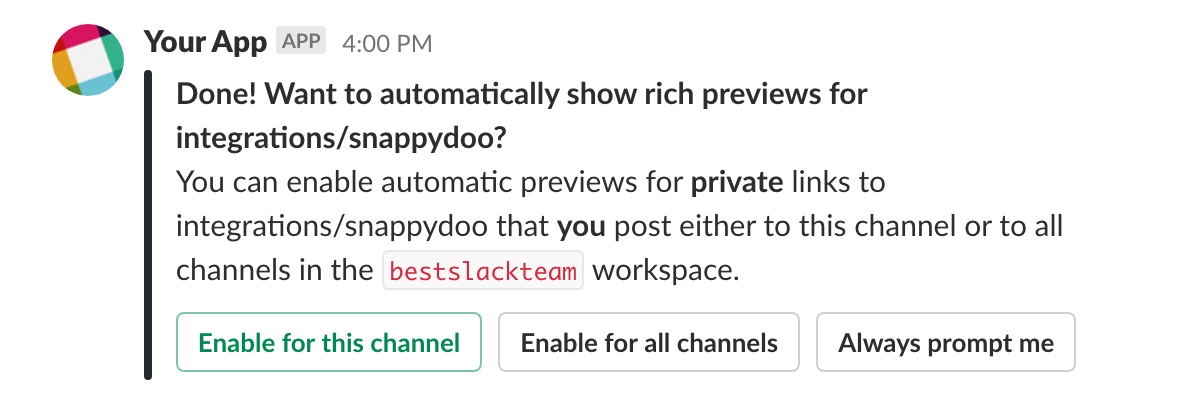 Your App APP 4:00 PM
Done! Want to automatically show rich previews for
integrations/snappydoo?
You can enable automatic previews for private links to
integrations/snappydoo that you post either to this channel or to all
channels in the bestslackteam workspace.
Enable for this channel Enable for all channels Always prompt me